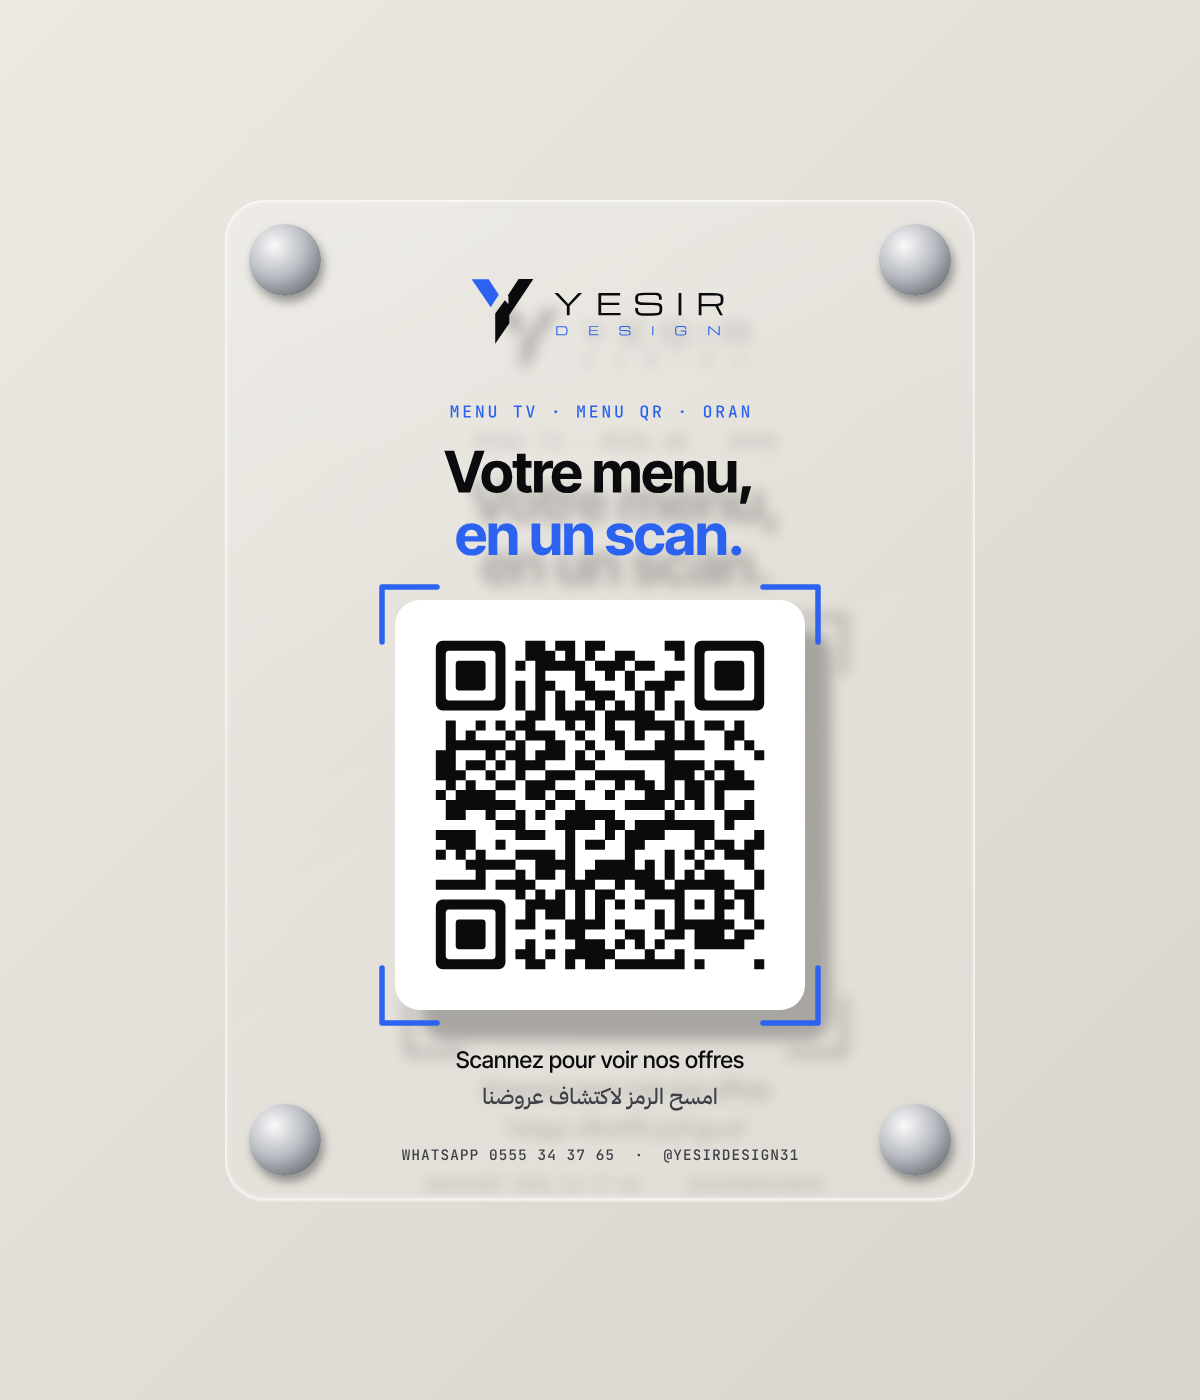 YESIR
DESIGN
MENU TV · MENU QR · ORAN
Votre menu,
en un scan.
Scannez pour voir nos offres
امسح الرمز لاكتشاف عروضنا
WHATSAPP 0555 34 37 65 · @YESIRDESIGN31